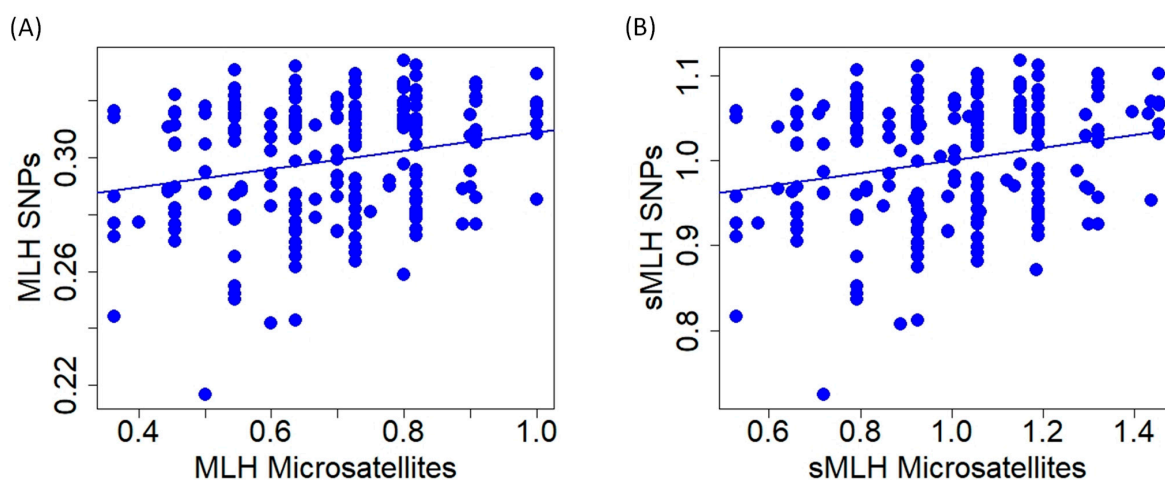 (A)
MLH SNPs
0.30
0.26
0.22
0.4 0.6 0.8 1.0
MLH Microsatellites
(B)
sMLH SNPs
1.1
1.0
0.9
0.8
0.6 0.8 1.0 1.2 1.4
sMLH Microsatellites